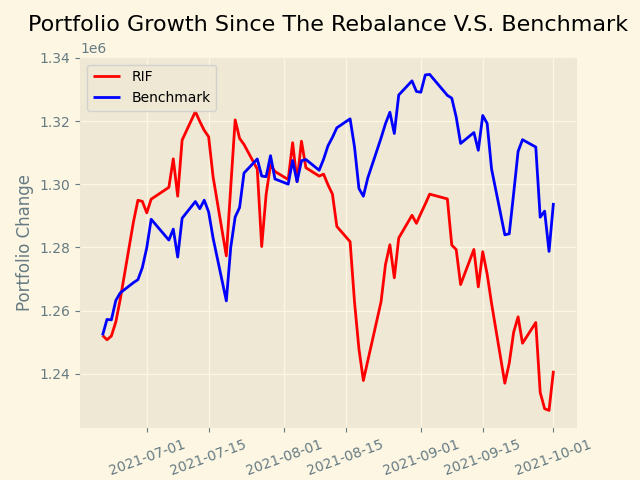 Portfolio Growth Since The Rebalance V.S. Benchmark
1e6
RIF
Benchmark
Portfolio Change
1.34
1.32
1.30
1.28
1.26
1.24
2021-07-01
2021-07-15
2021-08-01
2021-08-15
2021-09-01
2021-09-15
2021-10-01